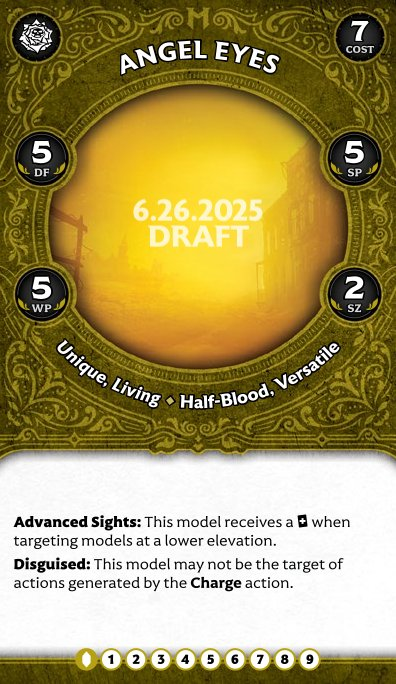 ANGEL EYES
7
COST
5
DF
5
SP
6.26.2025
DRAFT
5
WP
2
SZ
Unique, Living ◆ Half-Blood, Versatile
Advanced Sights: This model receives a when
targeting models at a lower elevation.
Disguised: This model may not be the target of
actions generated by the Charge action.
1 2 3 4 5 6 7 8 9